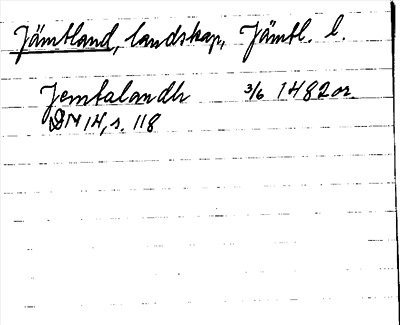 Jämtland, landskap, Jämtl. l.
Jemtalandh 3/6 1482 or.
DN 14, s. 118